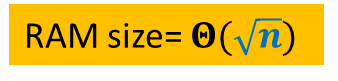 RAM size= Θ(√n)